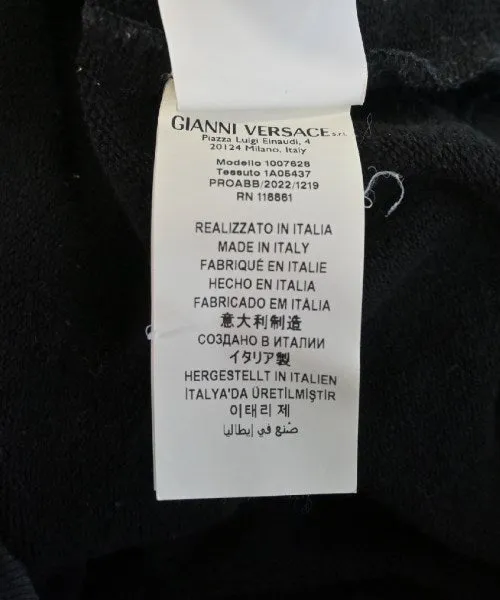 GIANNI VERSACE s.r.l.
Piazza Luigi Einaudi, 4
20124 Milano, Italy
Modello 1007628
Tessuto 1A05437
PROABB/2022/1219
RN 118861
REALIZZATO IN ITALIA
MADE IN ITALY
FABRIQUÉ EN ITALIE
HECHO EN ITALIA
FABRICADO EM ITÁLIA
意大利制造
СОЗДАНО В ИТАЛИИ
イタリア製
HERGESTELLT IN ITALIEN
İTALYA'DA ÜRETİLMİŞTİR
이태리 제
صُنع في إيطاليا